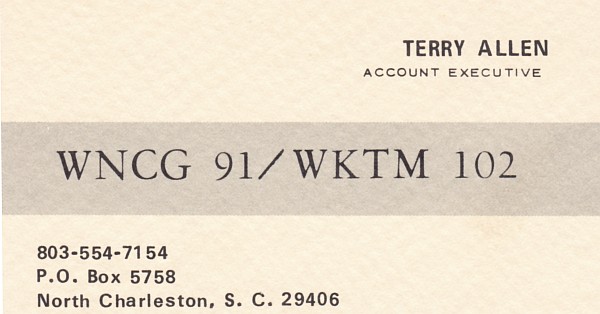 TERRY ALLEN
ACCOUNT EXECUTIVE
WNCG 91/WKTM 102
803-554-7154
P.O. Box 5758
North Charleston, S. C. 29406